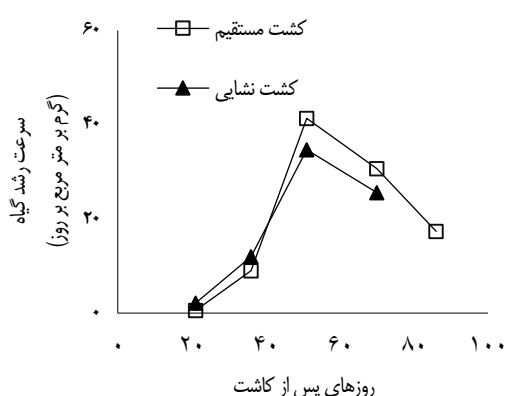 کشت مستقیم
کشت نشایی
۶۰
۴۰
۲۰
۰
سرعت رشد گیاه
(گرم بر متر مربع بر روز)
۰ ۲۰ ۴۰ ۶۰ ۸۰ ۱۰۰
روزهای پس از کاشت